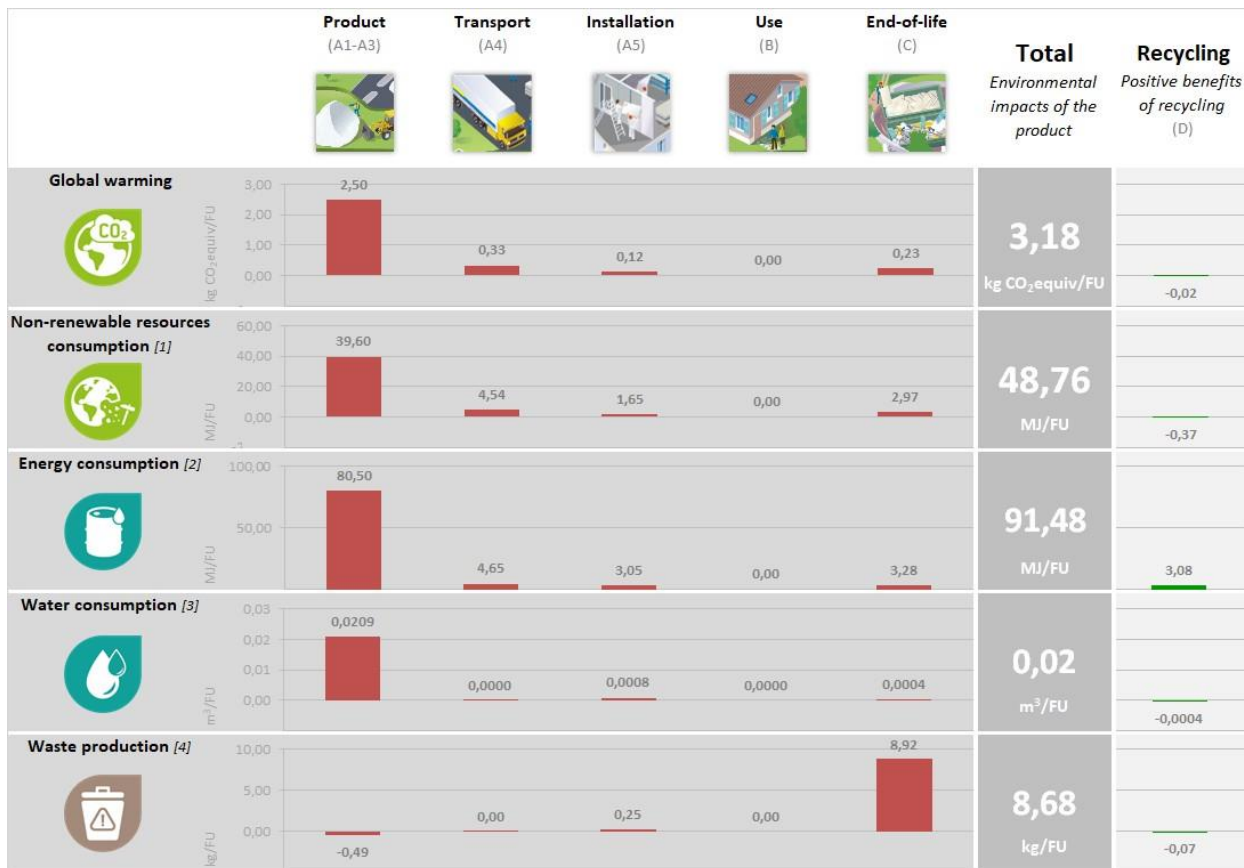 Product
(A1-A3)
Transport
(A4)
Installation
(A5)
Use
(B)
End-of-life
(C)
Total
Environmental
impacts of the
product
Recycling
Positive benefits
of recycling
(D)
Global warming
CO2
kg CO2equiv/FU
3,00
2,00
1,00
0,00
2,50
0,33
0,12
0,00
0,23
3,18
kg CO2equiv/FU
-0,02
Non-renewable resources
consumption [1]
MJ/FU
60,00
40,00
20,00
0,00
39,60
4,54
1,65
0,00
2,97
48,76
MJ/FU
-0,37
Energy consumption [2]
MJ/FU
100,00
50,00
80,50
4,65
3,05
0,00
3,28
91,48
MJ/FU
3,08
Water consumption [3]
m3/FU
0,03
0,02
0,01
0,00
0,0209
0,0000
0,0008
0,0000
0,0004
0,02
m3/FU
-0,0004
Waste production [4]
kg/FU
10,00
5,00
0,00
-0,49
0,00
0,25
0,00
8,92
8,68
kg/FU
-0,07